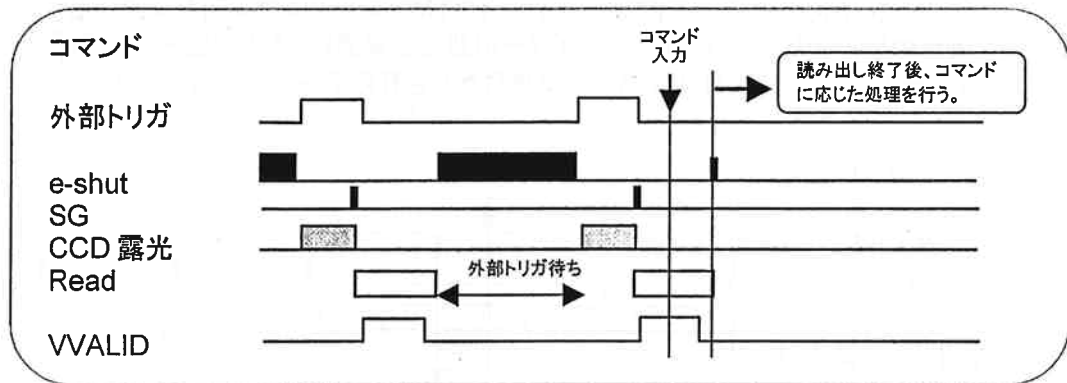 コマンド
コマンド
入力
読み出し終了後、コマンド
に応じた処理を行う。
外部トリガ
e-shut
SG
CCD 露光
Read
外部トリガ待ち
VVALID